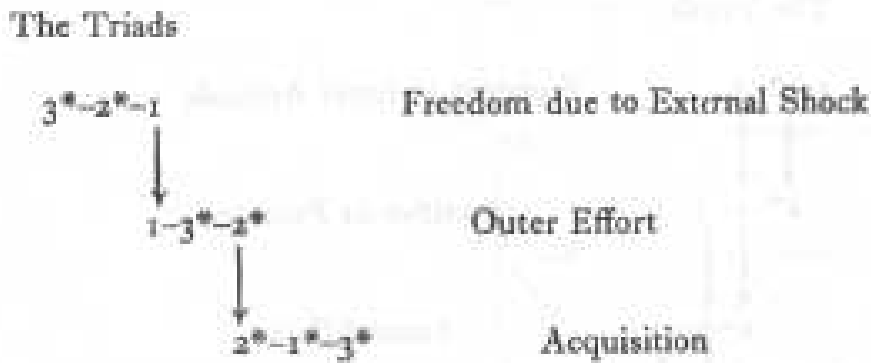 The Triads
3*–2*–1 Freedom due to External Shock
1–3*–2* Outer Effort
2*–1*–3* Acquisition